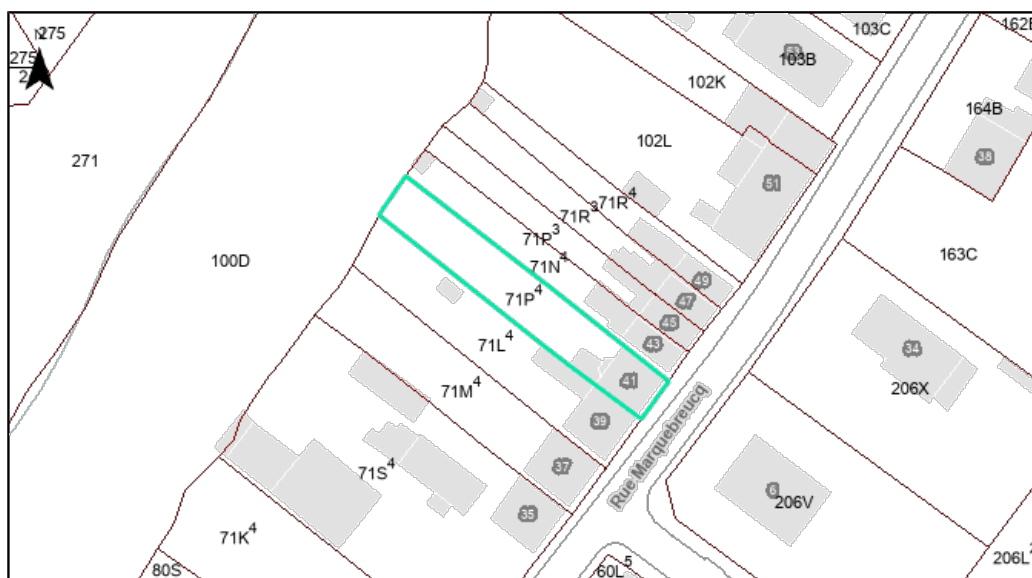 275
N
275
2
271
100D
162
103C
103B
102K
164B
38
102L
51
71R⁴
71R³
71P³
71N⁴
71P⁴
163C
49
47
45
43
41
39
37
35
34
206X
71L⁴
71M⁴
71S⁴
71K⁴
80S
Rue Marquebreucq
6
206V
206L
60L⁵